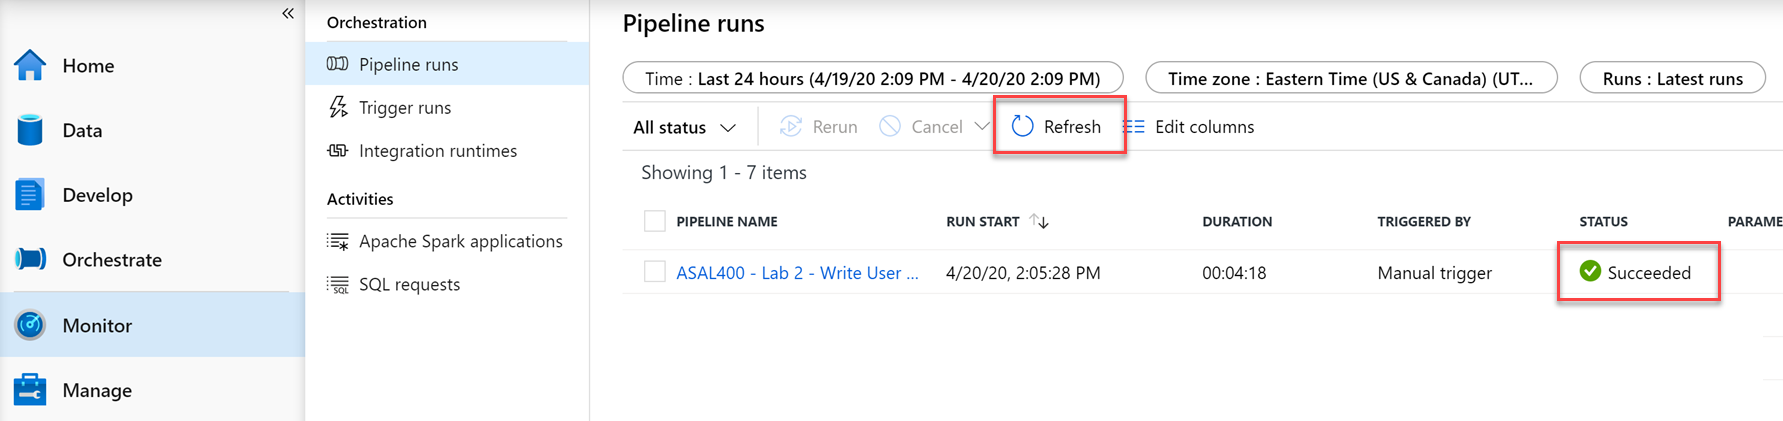 «
Home
Data
Develop
Orchestrate
Monitor
Manage
Orchestration
Pipeline runs
Trigger runs
Integration runtimes
Activities
Apache Spark applications
SQL requests
Pipeline runs
Time : Last 24 hours (4/19/20 2:09 PM - 4/20/20 2:09 PM)
Time zone : Eastern Time (US & Canada) (UT...
Runs : Latest runs
All status
Rerun
Cancel
Refresh
Edit columns
Showing 1 - 7 items
PIPELINE NAME RUN START DURATION TRIGGERED BY STATUS PARAME
ASAL400 - Lab 2 - Write User ... 4/20/20, 2:05:28 PM 00:04:18 Manual trigger Succeeded